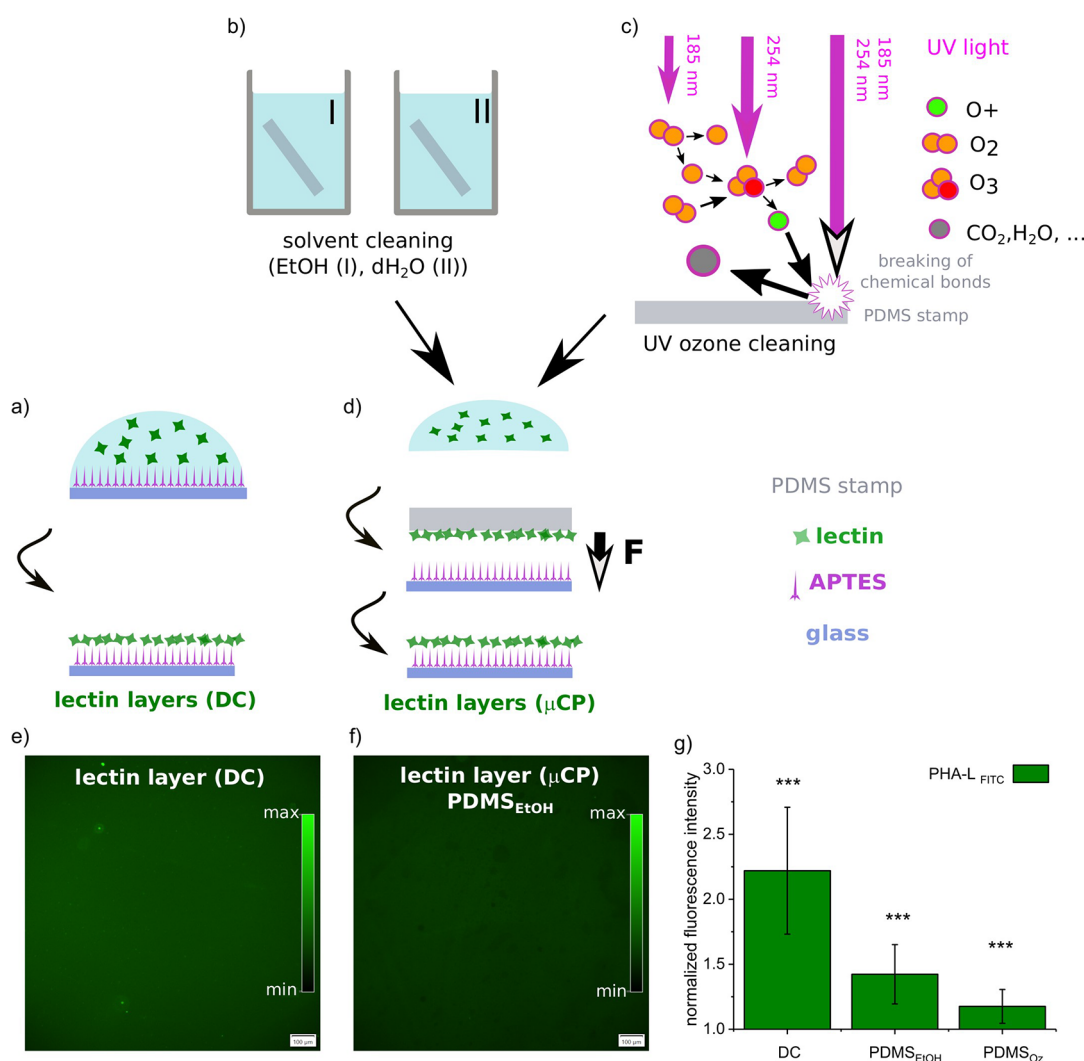 b)
I
II
solvent cleaning
(EtOH (I), dH₂O (II))
c)
185 nm
254 nm
185 nm
254 nm
UV light
O+
O₂
O₃
CO₂,H₂O, ...
breaking of
chemical bonds
PDMS stamp
UV ozone cleaning
a)
lectin layers (DC)
d)
F
lectin layers (μCP)
PDMS stamp
lectin
APTES
glass
e)
lectin layer (DC)
max
min
100 µm
f)
lectin layer (μCP)
PDMS_EtOH
max
min
100 µm
g)
normalized fluorescence intensity
3.0
2.5
2.0
1.5
1.0
PHA-L FITC
***
***
***
DC
PDMS_EtOH
PDMS_Oz